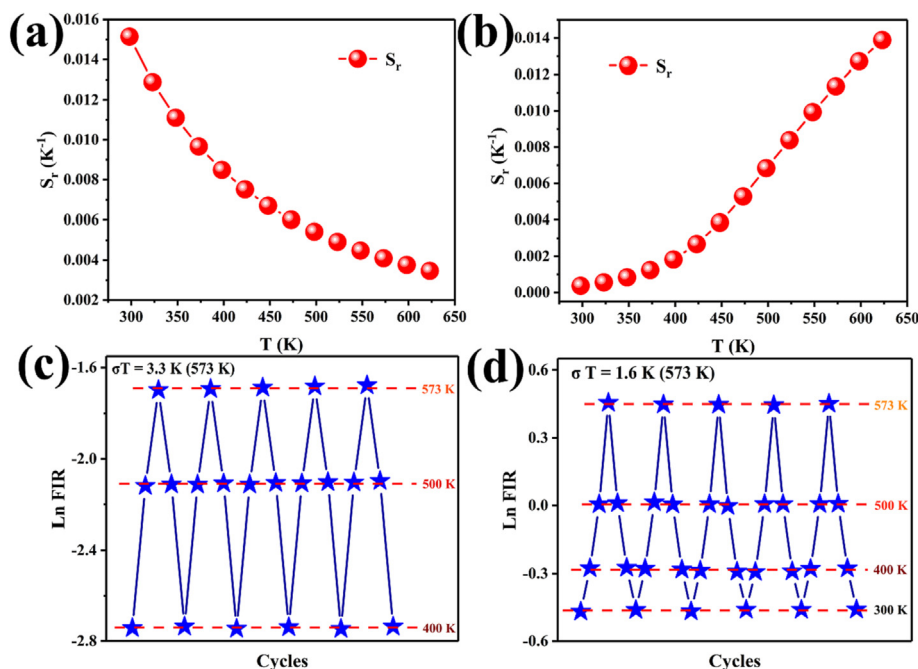 (a)
0.016
0.014
0.012
0.010
0.008
0.006
0.004
0.002
Sr (K-1)
Sr
300 350 400 450 500 550 600 650
T (K)
(b)
0.014
0.012
0.010
0.008
0.006
0.004
0.002
0.000
Sr (K-1)
Sr
300 350 400 450 500 550 600 650
T (K)
(c)
-1.6
-2.0
-2.4
-2.8
Ln FIR
σT = 3.3 K (573 K)
573 K
500 K
400 K
Cycles
(d)
0.6
0.3
0.0
-0.3
-0.6
Ln FIR
σ T = 1.6 K (573 K)
573 K
500 K
400 K
300 K
Cycles